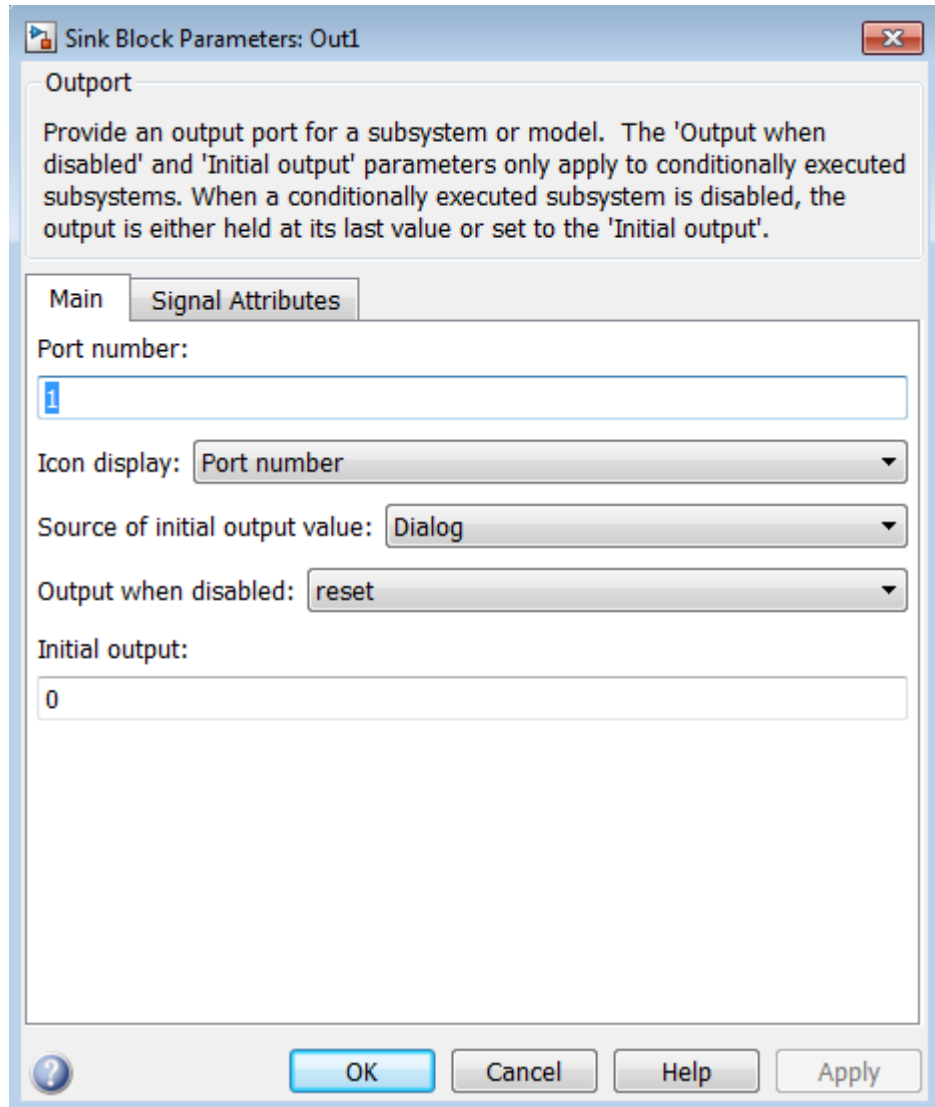 Sink Block Parameters: Out1
Outport
Provide an output port for a subsystem or model.  The 'Output when
disabled' and 'Initial output' parameters only apply to conditionally executed
subsystems. When a conditionally executed subsystem is disabled, the
output is either held at its last value or set to the 'Initial output'.
Main Signal Attributes
Port number:
1
Icon display: Port number
Source of initial output value: Dialog
Output when disabled: reset
Initial output:
0
? OK Cancel Help Apply